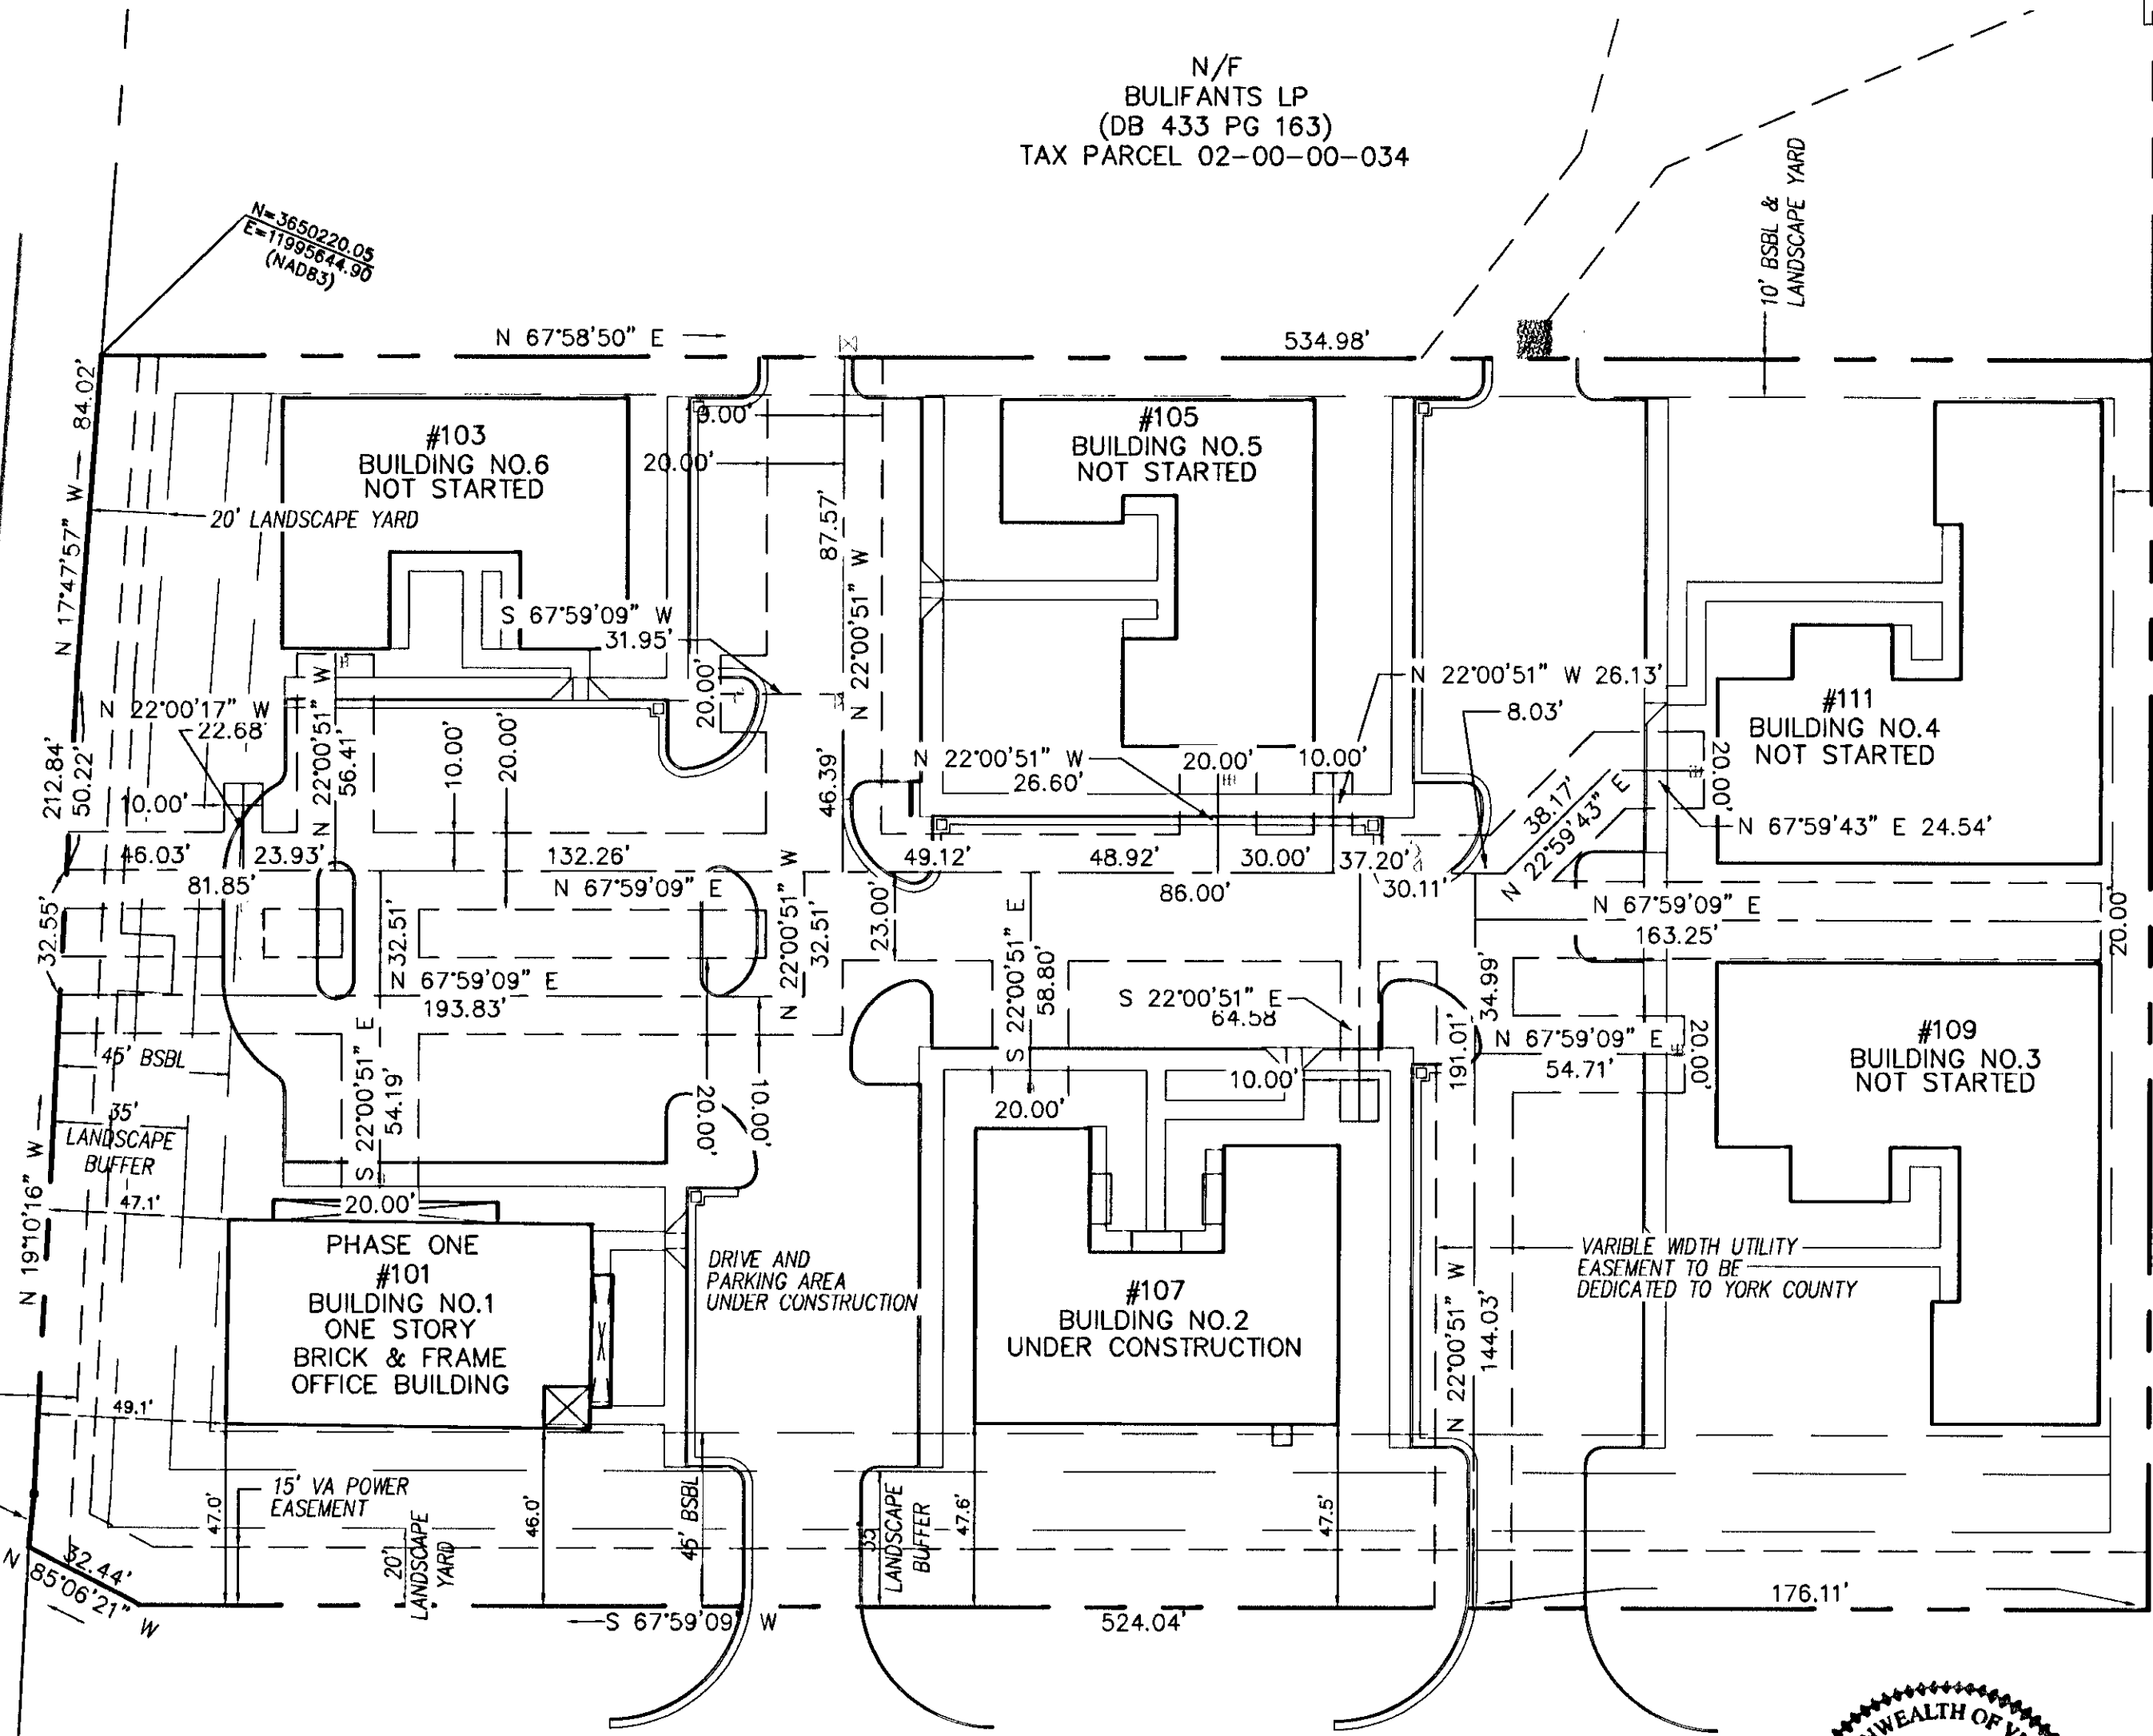 N/F
BULIFANTS LP
(DB 433 PG 163)
TAX PARCEL 02-00-00-034
N=3650220.05
E=11995644.90
(NAD83)
N 67°58'50" E
534.98'
10' BSBL &
LANDSCAPE YARD
N 17°47'57" W
84.02'
#103
BUILDING NO.6
NOT STARTED
9.00'
20.00'
#105
BUILDING NO.5
NOT STARTED
20' LANDSCAPE YARD
87.57'
N 22°00'51" W
S 67°59'09" W
31.95'
20.00'
N 22°00'17" W
22.68'
N 22°00'51" W
56.41'
10.00'
20.00'
46.39'
N 22°00'51" W
26.60'
20.00'
10.00'
N 22°00'51" W 26.13'
8.03'
#111
BUILDING NO.4
NOT STARTED
20.00'
38.17'
N 22°59'43" E
N 67°59'43" E 24.54'
212.84'
50.22'
10.00'
46.03'
23.93'
132.26'
49.12'
48.92'
30.00'
37.20'
81.85'
N 67°59'09" E
86.00'
30.11'
N 67°59'09" E
163.25'
20.00'
32.55'
32.51'
N 22°00'51" W
32.51'
23.00'
S 22°00'51" E
58.80'
N 67°59'09" E
193.83'
S 22°00'51" E
64.58
34.99'
191.01'
N 67°59'09" E
54.71'
20.00'
#109
BUILDING NO.3
NOT STARTED
45' BSBL
S 22°00'51" E
54.19'
20.00'
10.00'
20.00'
10.00'
35'
LANDSCAPE
BUFFER
N 19°10'16" W
47.1'
20.00'
PHASE ONE
#101
BUILDING NO.1
ONE STORY
BRICK & FRAME
OFFICE BUILDING
DRIVE AND
PARKING AREA
UNDER CONSTRUCTION
#107
BUILDING NO.2
UNDER CONSTRUCTION
N 22°00'51" W
144.03'
VARIBLE WIDTH UTILITY
EASEMENT TO BE
DEDICATED TO YORK COUNTY
49.1'
15' VA POWER
EASEMENT
47.0'
20'
LANDSCAPE
YARD
46.0'
45' BSBL
35'
LANDSCAPE
BUFFER
47.6'
47.5'
32.44'
N 85°06'21" W
S 67°59'09" W
524.04'
176.11'
WEALTH OF